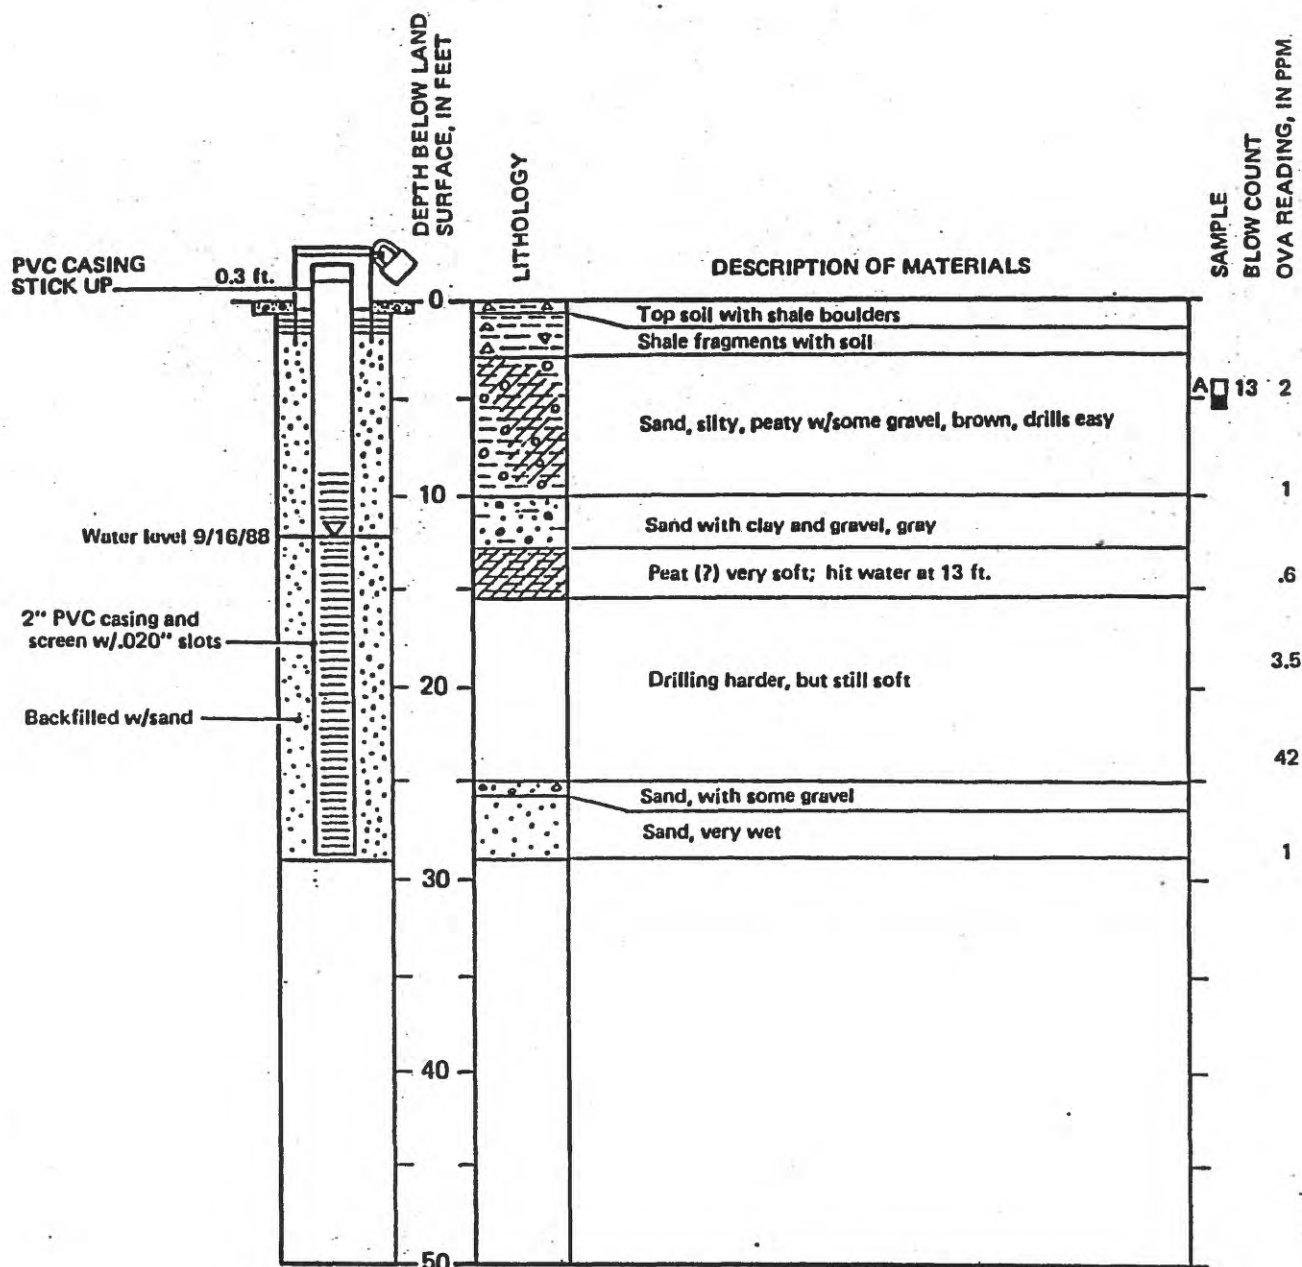 DEPTH BELOW LAND
SURFACE, IN FEET
LITHOLOGY
DESCRIPTION OF MATERIALS
SAMPLE
BLOW COUNT
OVA READING, IN PPM.
PVC CASING
STICK UP
0.3 ft.
0
Top soil with shale boulders
Shale fragments with soil
A 13 2
Sand, silty, peaty w/some gravel, brown, drills easy
10
1
Sand with clay and gravel, gray
Water level 9/16/88
Peat (?) very soft; hit water at 13 ft.
.6
2" PVC casing and
screen w/.020" slots
3.5
Drilling harder, but still soft
20
Backfilled w/sand
42
Sand, with some gravel
Sand, very wet
1
30
40
50